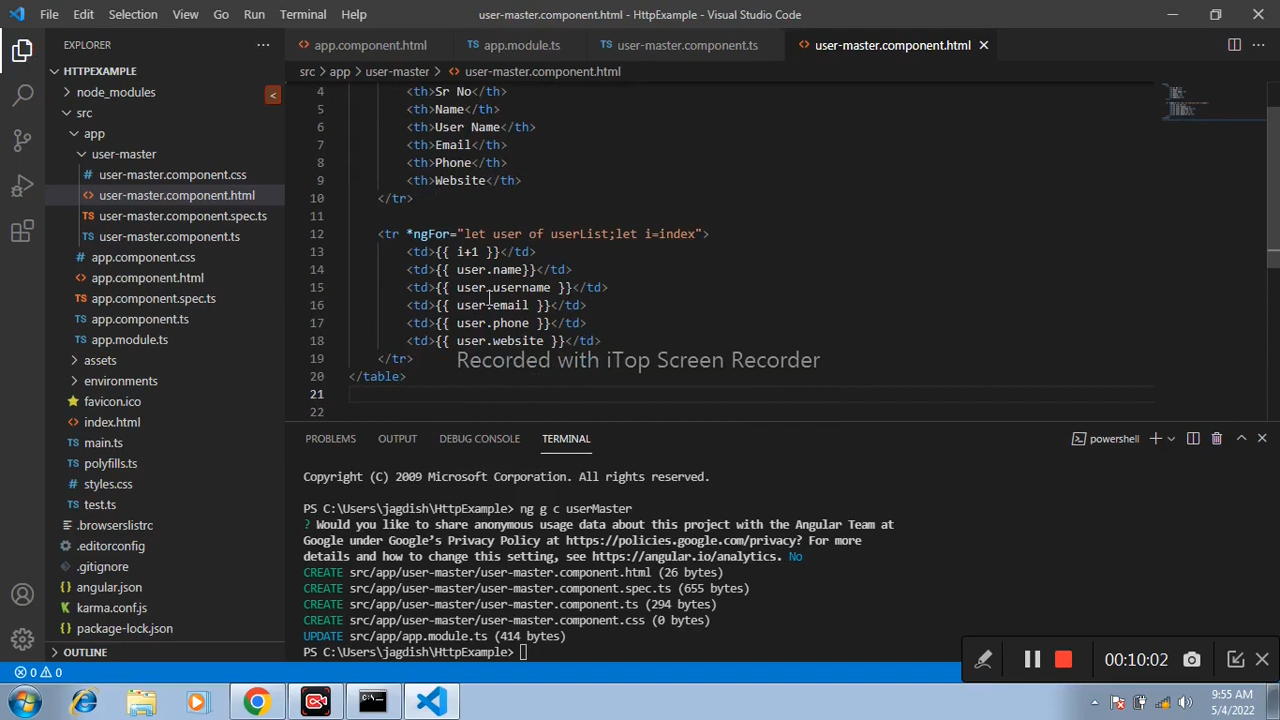 File Edit Selection View Go Run Terminal Help
user-master.component.html - HttpExample - Visual Studio Code
EXPLORER
HTTPEXAMPLE
node_modules
<
src
app
user-master
# user-master.component.css
<> user-master.component.html
TS user-master.component.spec.ts
TS user-master.component.ts
# app.component.css
<> app.component.html
TS app.component.spec.ts
TS app.component.ts
TS app.module.ts
assets
environments
favicon.ico
<> index.html
TS main.ts
TS polyfills.ts
# styles.css
TS test.ts
.browserslistrc
.editorconfig
.gitignore
{} angular.json
karma.conf.js
{} package-lock.json
OUTLINE
<> app.component.html TS app.module.ts TS user-master.component.ts <> user-master.component.html
src > app > user-master > <> user-master.component.html
4 <th>Sr No</th>
5 <th>Name</th>
6 <th>User Name</th>
7 <th>Email</th>
8 <th>Phone</th>
9 <th>Website</th>
10 </tr>
11
12 <tr *ngFor="let user of userList;let i=index">
13 <td>{{ i+1 }}</td>
14 <td>{{ user.name}}</td>
15 <td>{{ user.username }}</td>
16 <td>{{ user.email }}</td>
17 <td>{{ user.phone }}</td>
18 <td>{{ user.website }}</td>
19 </tr>
Recorded with iTop Screen Recorder
20 </table>
21
22
PROBLEMS OUTPUT DEBUG CONSOLE TERMINAL
powershell
Copyright (C) 2009 Microsoft Corporation. All rights reserved.
PS C:\Users\jagdish\HttpExample> ng g c userMaster
? Would you like to share anonymous usage data about this project with the Angular Team at
Google under Google's Privacy Policy at https://policies.google.com/privacy? For more
details and how to change this setting, see https://angular.io/analytics. No
CREATE src/app/user-master/user-master.component.html (26 bytes)
CREATE src/app/user-master/user-master.component.spec.ts (655 bytes)
CREATE src/app/user-master/user-master.component.ts (294 bytes)
CREATE src/app/user-master/user-master.component.css (0 bytes)
UPDATE src/app/app.module.ts (414 bytes)
PS C:\Users\jagdish\HttpExample>
00:10:02
0 0
9:55 AM
5/4/2022